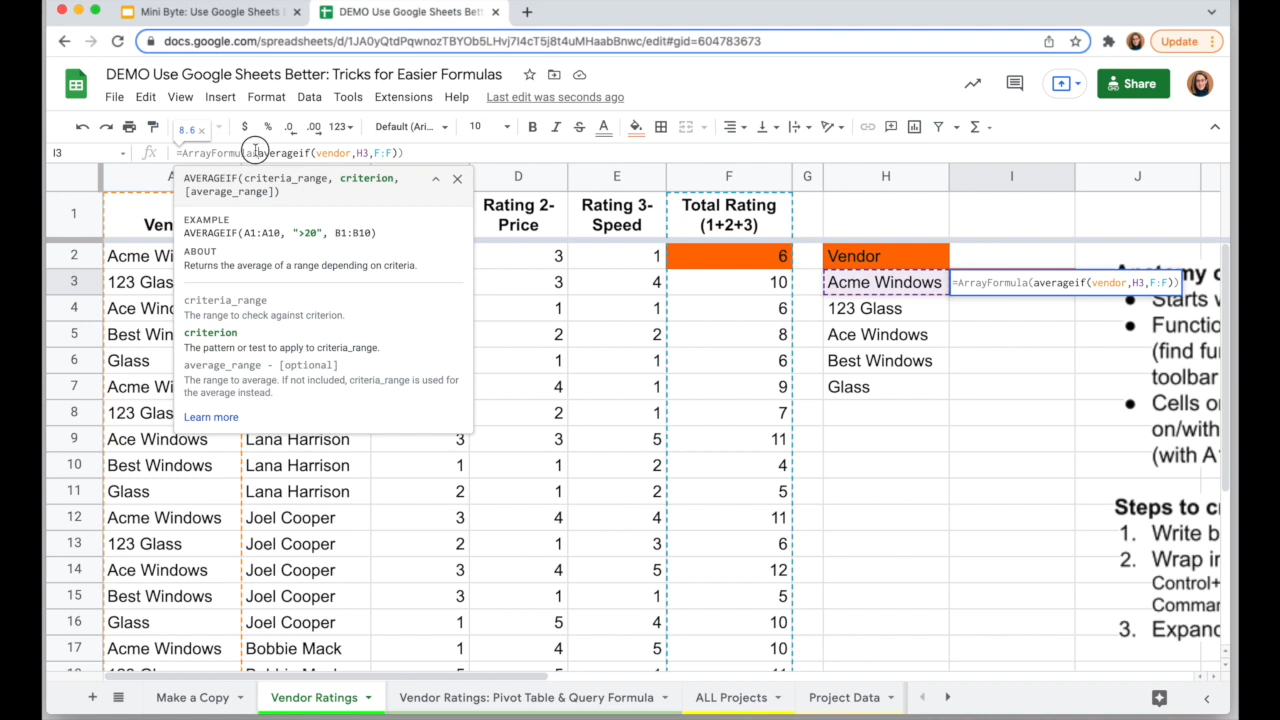 Mini Byte: Use Google Sheets
DEMO Use Google Sheets Bett
docs.google.com/spreadsheets/d/1JA0yQtdPqwnozTBYOb5LHvj7I4cT5j8t4uMHaabBnwc/edit#gid=604783673
Update
DEMO Use Google Sheets Better: Tricks for Easier Formulas
File Edit View Insert Format Data Tools Extensions Help Last edit was seconds ago
Share
8.6 × $ % .0 .00 123 Default (Ari... 10 B I S A
I3 fx =ArrayFormula(averageif(vendor,H3,F:F))
AVERAGEIF(criteria_range, criterion,
[average_range])
EXAMPLE
AVERAGEIF(A1:A10, ">20", B1:B10)
ABOUT
Returns the average of a range depending on criteria.
criteria_range
The range to check against criterion.
criterion
The pattern or test to apply to criteria_range.
average_range - [optional]
The range to average. If not included, criteria_range is used for
the average instead.
Learn more
A D E F G H I J
1 Ven Rating 2- Rating 3- Total Rating
Price Speed (1+2+3)
2 Acme Wi 3 1 6 Vendor
3 123 Glas 3 4 10 Acme Windows =ArrayFormula(averageif(vendor,H3,F:F))
4 Ace Wind 1 1 6 123 Glass
5 Best Win 2 2 8 Ace Windows
6 Glass 1 1 6 Best Windows
7 Acme Wi 4 1 9 Glass
8 123 Glas 2 1 7
9 Ace Windows Lana Harrison 3 3 5 11
10 Best Windows Lana Harrison 1 1 2 4
11 Glass Lana Harrison 2 1 2 5
12 Acme Windows Joel Cooper 3 4 4 11
13 123 Glass Joel Cooper 2 1 3 6
14 Ace Windows Joel Cooper 3 4 5 12
15 Best Windows Joel Cooper 3 1 1 5
16 Glass Joel Cooper 1 5 4 10
17 Acme Windows Bobbie Mack 1 4 5 10
Starts w
Functio
(find fu
toolbar
Cells o
on/with
(with A
Steps to c
1. Write b
2. Wrap in
Control+
Comma
3. Expand
Make a Copy Vendor Ratings Vendor Ratings: Pivot Table & Query Formula ALL Projects Project Data